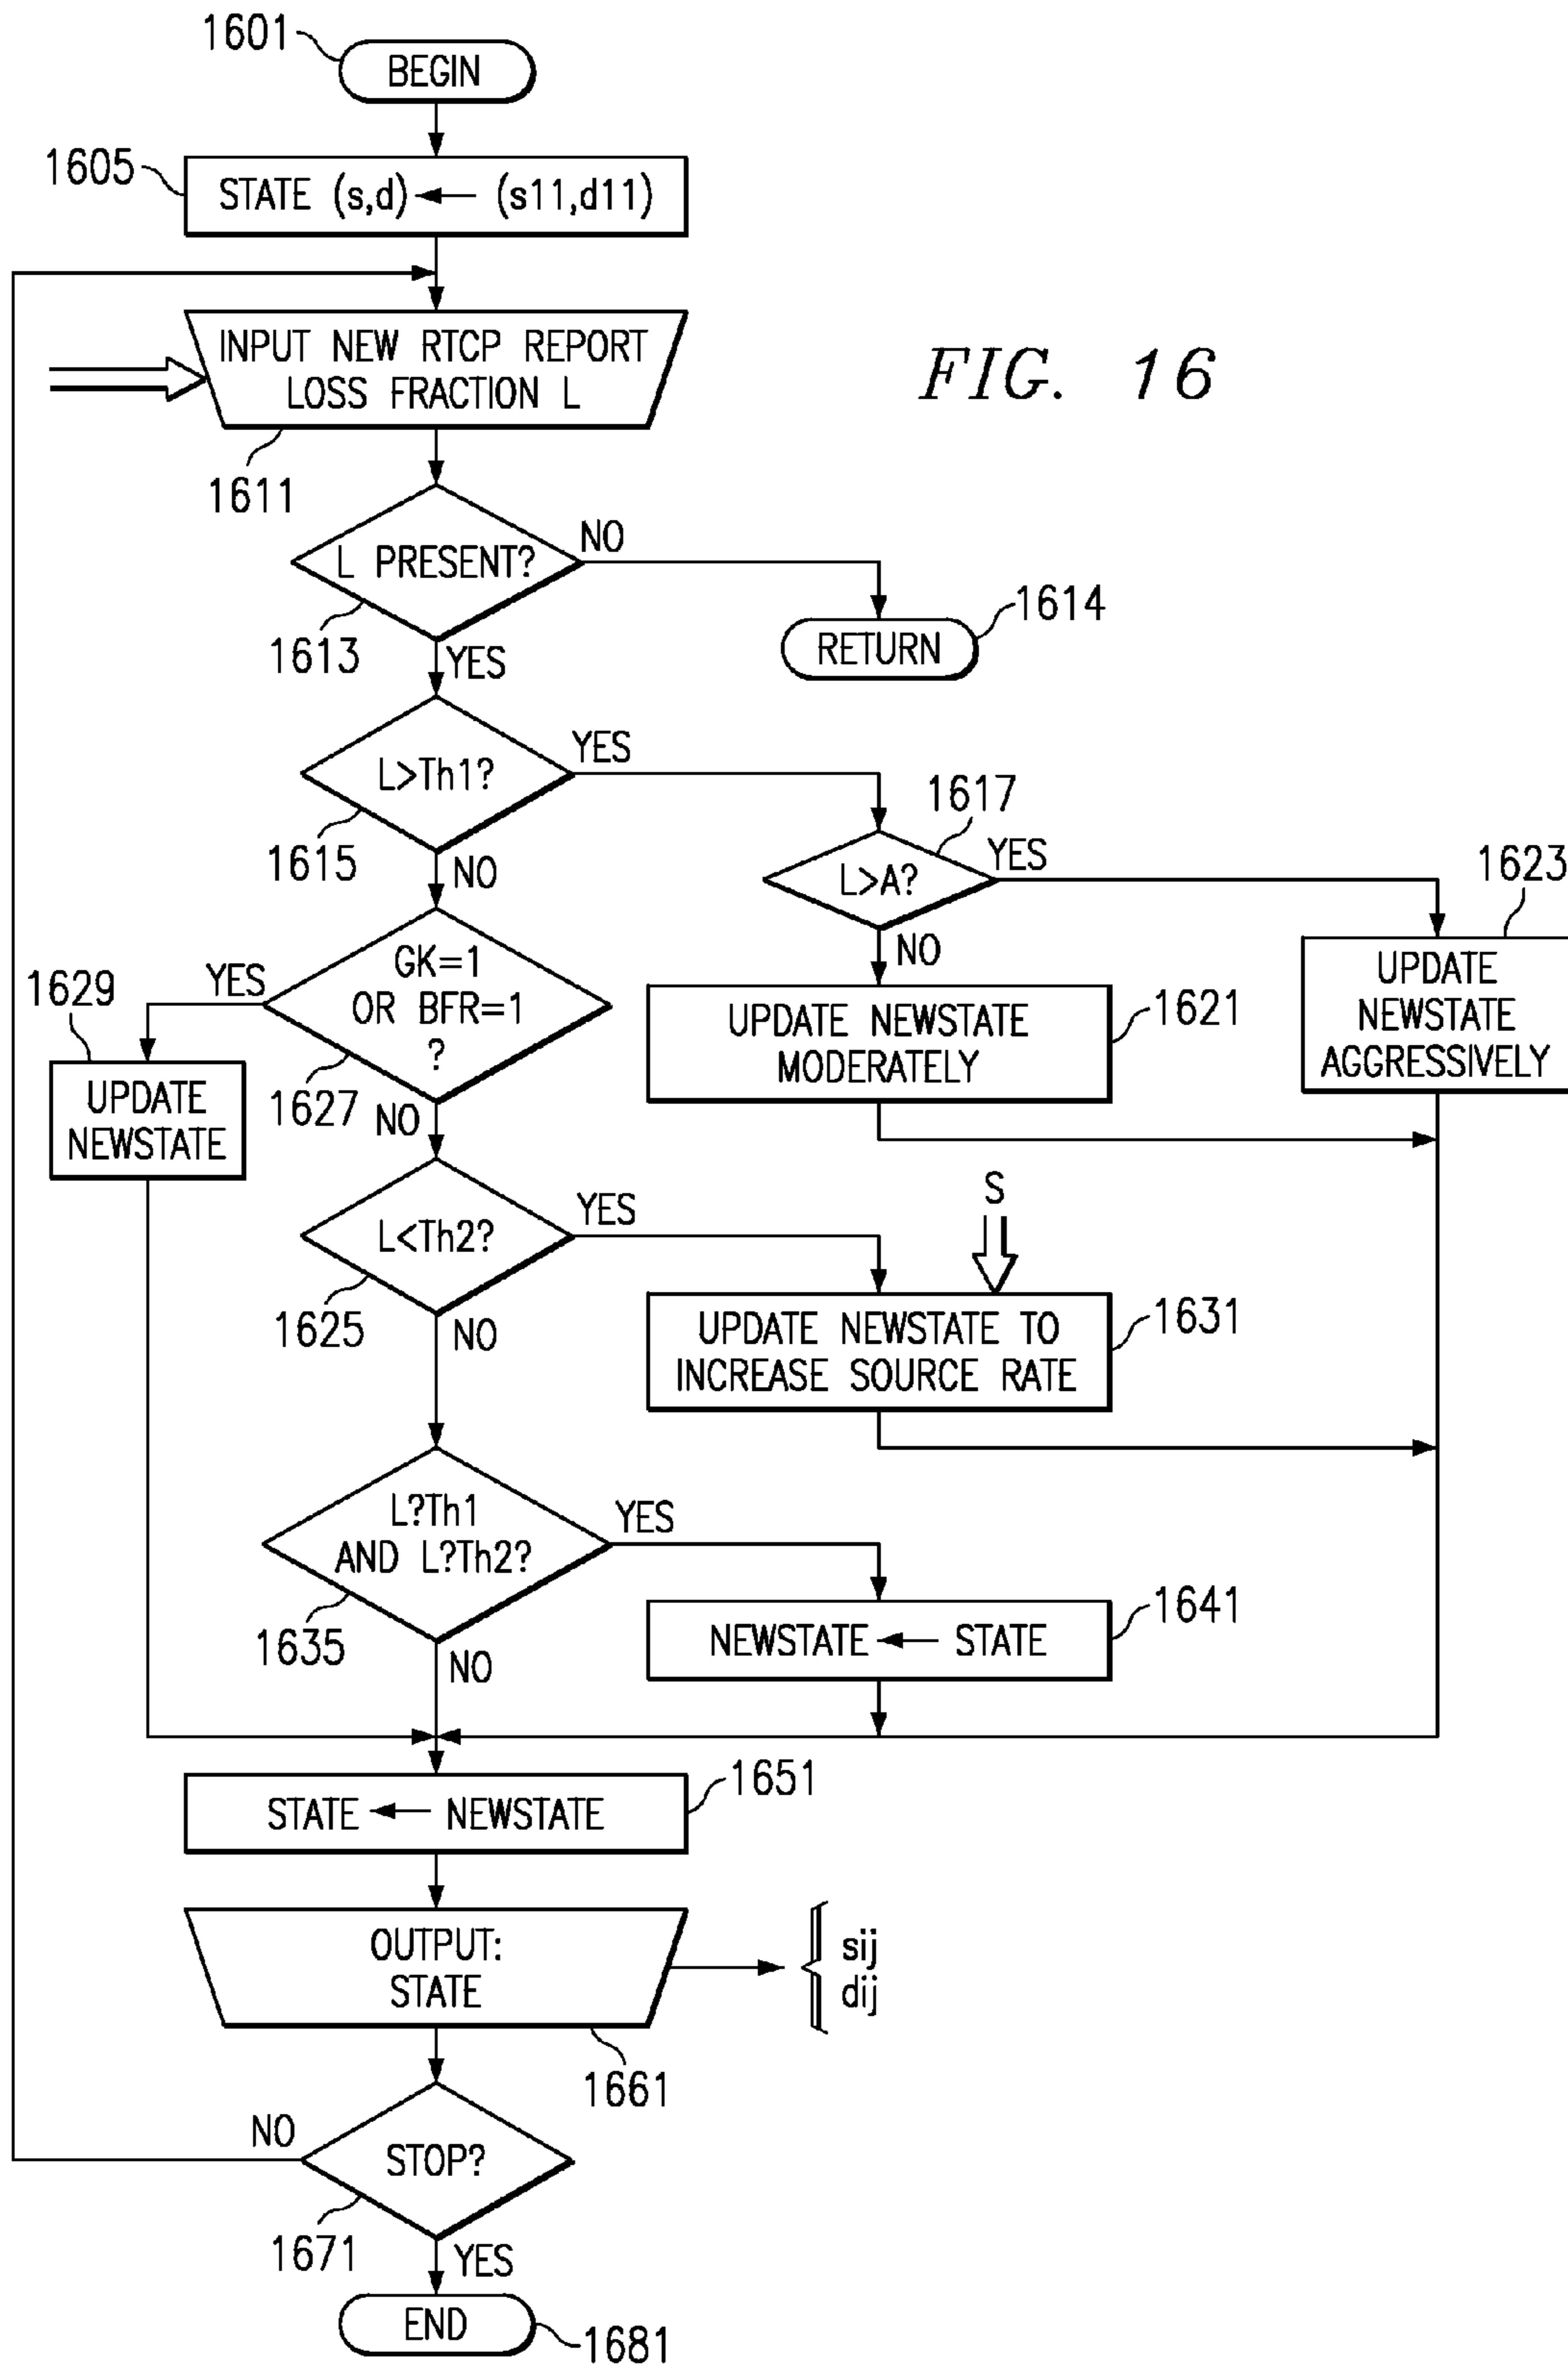 1601
BEGIN
1605
STATE (s,d) ← (s11,d11)
INPUT NEW RTCP REPORT
LOSS FRACTION L
FIG. 16
1611
L PRESENT?
NO
1613
1614
RETURN
YES
L>Th1?
YES
1615
NO
1617
L>A?
YES
1623
NO
UPDATE
NEWSTATE
AGGRESSIVELY
GK=1
OR BFR=1
?
YES
1629
1627
UPDATE
NEWSTATE
NO
UPDATE NEWSTATE
MODERATELY
1621
L<Th2?
YES
1625
NO
S
UPDATE NEWSTATE TO
INCREASE SOURCE RATE
1631
L?Th1
AND L?Th2?
YES
1635
NO
NEWSTATE ← STATE
1641
STATE ← NEWSTATE
1651
OUTPUT:
STATE
sij
dij
1661
NO
STOP?
1671
YES
END
1681